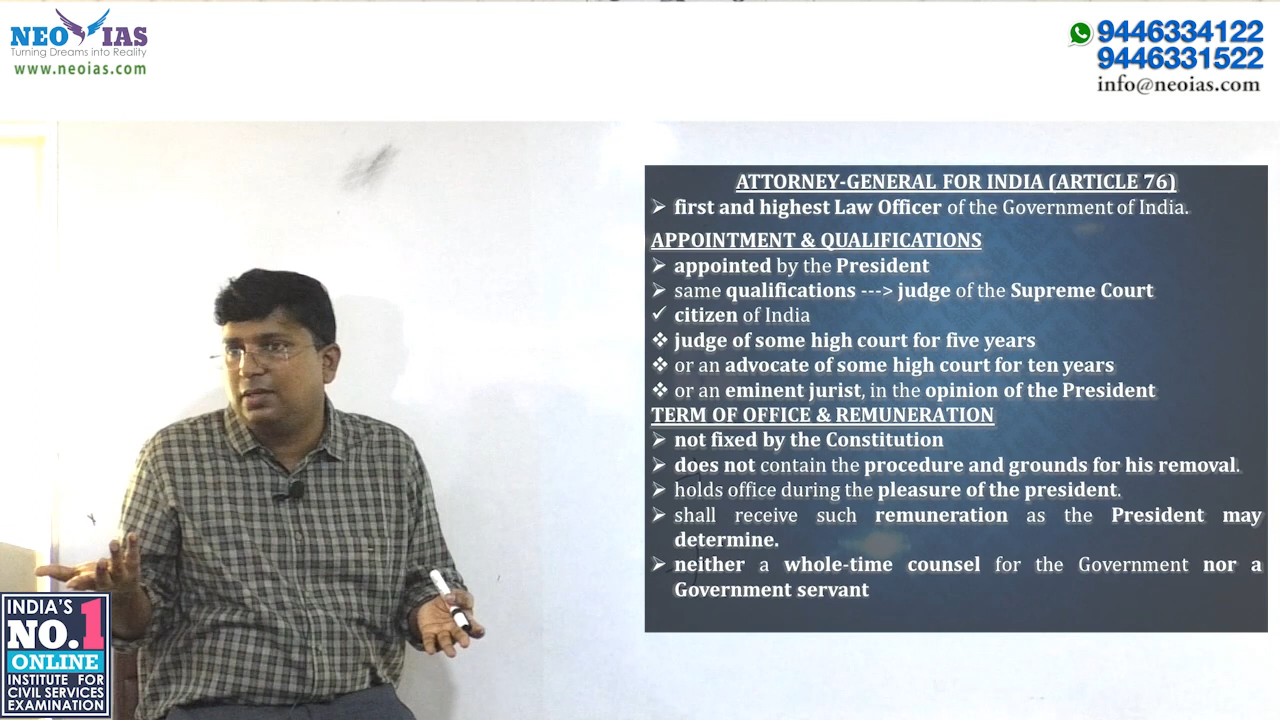 NEO IAS
Turning Dreams into Reality
www.neoias.com
9446334122
9446331522
info@neoias.com
ATTORNEY-GENERAL FOR INDIA (ARTICLE 76)
➢ first and highest Law Officer of the Government of India.
APPOINTMENT & QUALIFICATIONS
➢ appointed by the President
➢ same qualifications ---> judge of the Supreme Court
✓ citizen of India
❖ judge of some high court for five years
❖ or an advocate of some high court for ten years
❖ or an eminent jurist, in the opinion of the President
TERM OF OFFICE & REMUNERATION
➢ not fixed by the Constitution
➢ does not contain the procedure and grounds for his removal.
➢ holds office during the pleasure of the president.
➢ shall receive such remuneration as the President may
determine.
➢ neither a whole-time counsel for the Government nor a
Government servant
INDIA'S
NO.1
ONLINE
INSTITUTE FOR
CIVIL SERVICES
EXAMINATION